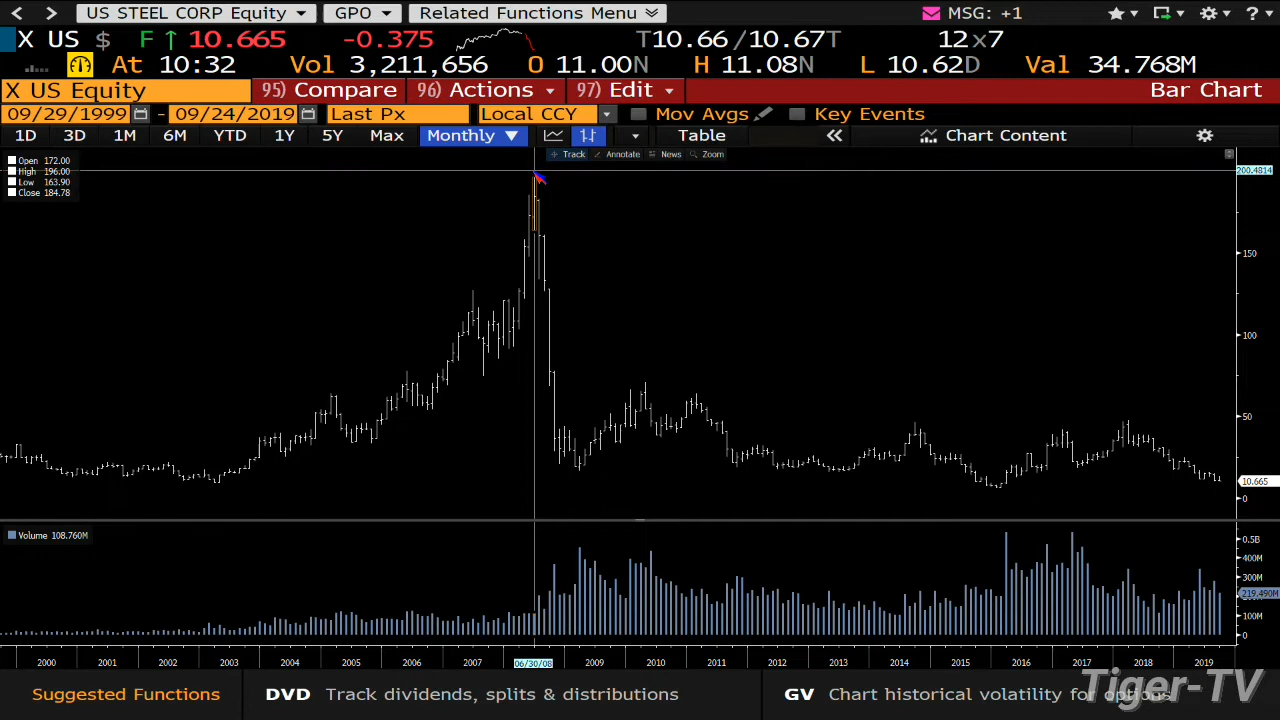 US STEEL CORP Equity GPO Related Functions Menu MSG: +1 ?
X US $ F ↑ 10.665 -0.375 T10.66/10.67T 12x7
At 10:32 Vol 3,211,656 O 11.00N H 11.08N L 10.62D Val 34.768M
X US Equity 95) Compare 96) Actions 97) Edit Bar Chart
09/29/1999 - 09/24/2019 Last Px Local CCY Mov Avgs Key Events
1D 3D 1M 6M YTD 1Y 5Y Max Monthly Table Chart Content
Track Annotate News Zoom
Open 172.00
High 196.00
Low 163.90
Close 184.78
200.4814
150
100
50
10.665
0
Volume 108.760M
0.5B
400M
300M
219.490M
100M
0
2000 2001 2002 2003 2004 2005 2006 2007 06/30/08 2009 2010 2011 2012 2013 2014 2015 2016 2017 2018 2019
Suggested Functions DVD Track dividends, splits & distributions GV Chart historical volatility for options
Tiger-TV